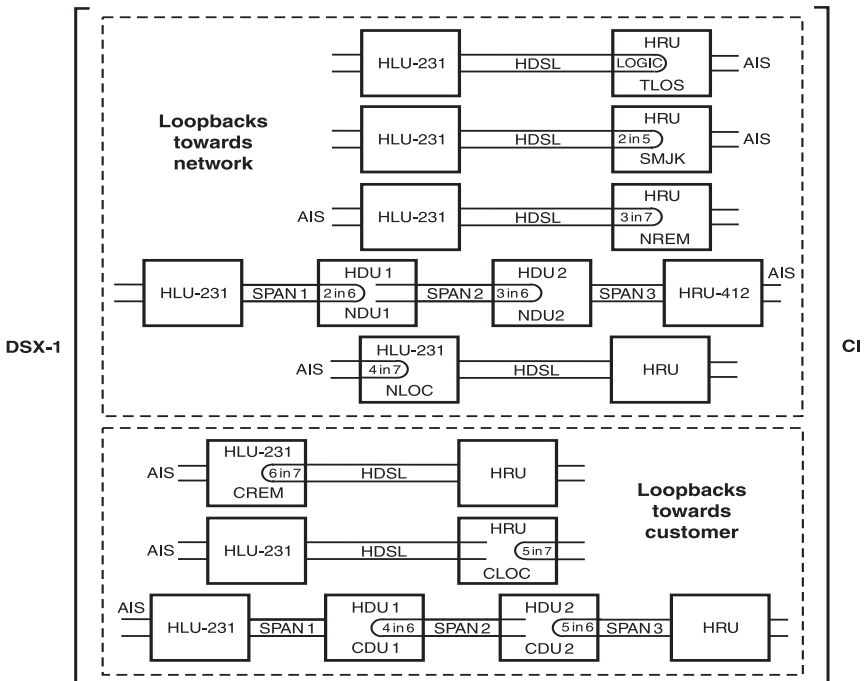 HRU
HLU-231 HDSL LOGIC AIS
TLOS
Loopbacks
towards
network
HRU
HLU-231 HDSL 2 in 5 AIS
SMJK
HRU
AIS HLU-231 HDSL 3 in 7
NREM
HDU 1 HDU 2 AIS
HLU-231 SPAN 1 2 in 6 SPAN 2 3 in 6 SPAN 3 HRU-412
NDU1 NDU2
DSX-1 CI
HLU-231
AIS 4 in 7 HDSL HRU
NLOC
HLU-231
AIS 6 in 7 HDSL HRU
CREM
Loopbacks
towards
customer
HRU
AIS HLU-231 HDSL 5 in 7
CLOC
AIS HDU 1 HDU 2
HLU-231 SPAN 1 4 in 6 SPAN 2 5 in 6 SPAN 3 HRU
CDU 1 CDU 2